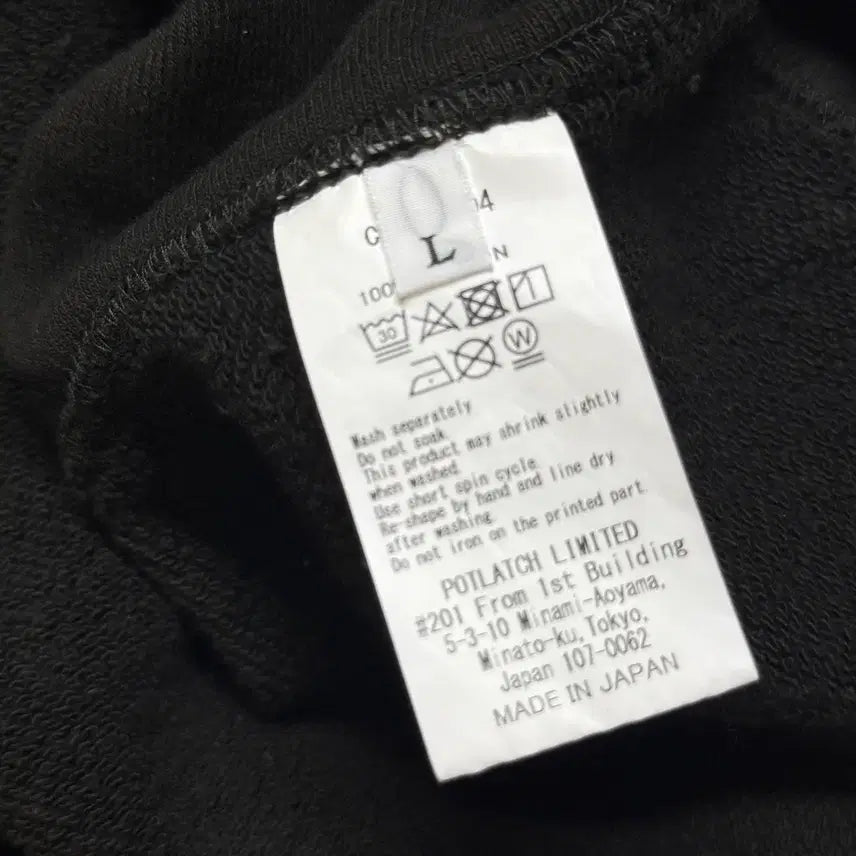 L
100
30
W
Wash separately
Do not soak.
This product may shrink slightly
when washed.
Use short spin cycle.
Re-shape by hand and line dry
after washing.
Do not iron on the printed part.
POTLATCH LIMITED
#201 From 1st Building
5-3-10 Minami-Aoyama,
Minato-ku, Tokyo,
Japan 107-0062
MADE IN JAPAN